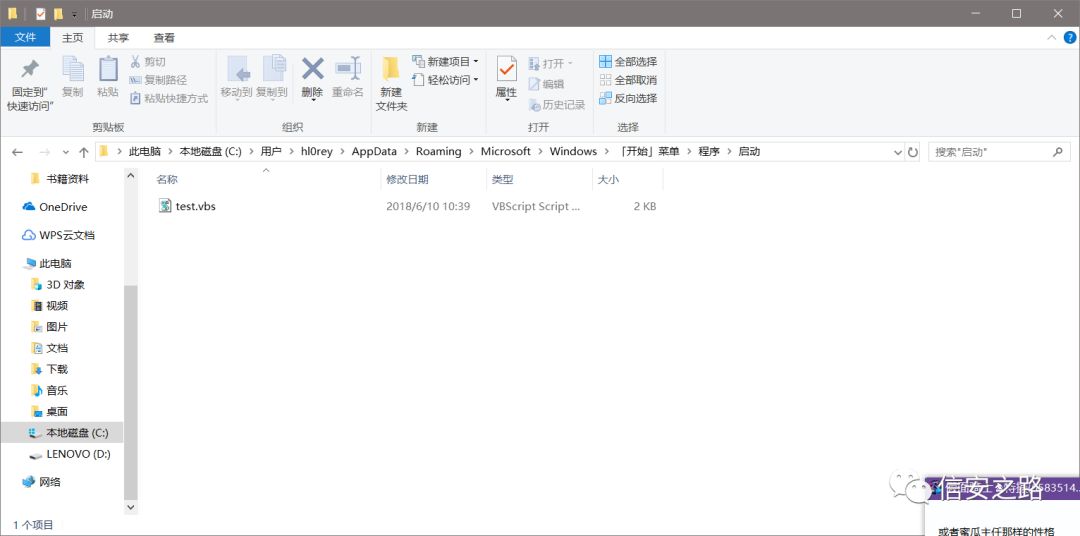 启动
文件 主页 共享 查看
固定到"快速访问"
复制
粘贴
剪切
复制路径
粘贴快捷方式
剪贴板
移动到
复制到
删除
重命名
组织
新建文件夹
新建项目
轻松访问
新建
属性
打开
编辑
历史记录
打开
全部选择
全部取消
反向选择
选择
此电脑 > 本地磁盘 (C:) > 用户 > hl0rey > AppData > Roaming > Microsoft > Windows > 「开始」菜单 > 程序 > 启动
搜索"启动"
名称 修改日期 类型 大小
test.vbs 2018/6/10 10:39 VBScript Script ... 2 KB
书籍资料
OneDrive
WPS云文档
此电脑
3D 对象
视频
图片
文档
下载
音乐
桌面
本地磁盘 (C:)
LENOVO (D:)
网络
1 个项目
信安之路
683514...
或者蜜瓜主任那样的性格